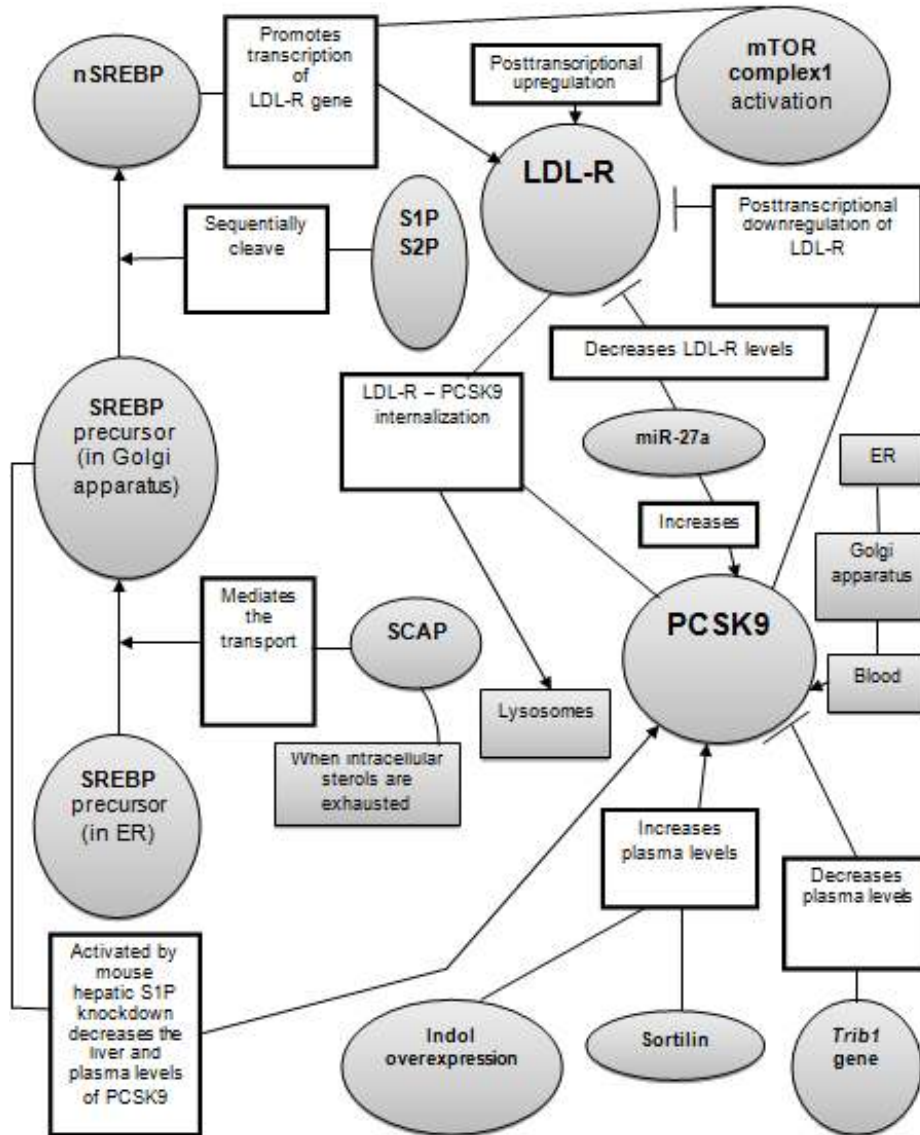 nSREBP
Promotes
transcription
of
LDL-R gene
Posttranscriptional
upregulation
mTOR
complex1
activation
LDL-R
S1P
S2P
Sequentially
cleave
Posttranscriptional
downregulation of
LDL-R
Decreases LDL-R levels
LDL-R – PCSK9
internalization
miR-27a
SREBP
precursor
(in Golgi
apparatus)
ER
Increases
Golgi
apparatus
Mediates
the
transport
SCAP
PCSK9
Blood
Lysosomes
When intracellular
sterols are
exhausted
SREBP
precursor
(in ER)
Increases
plasma levels
Decreases
plasma levels
Activated by
mouse
hepatic S1P
knockdown
decreases the
liver and
plasma levels
of PCSK9
Indol
overexpression
Sortilin
Trib1
gene